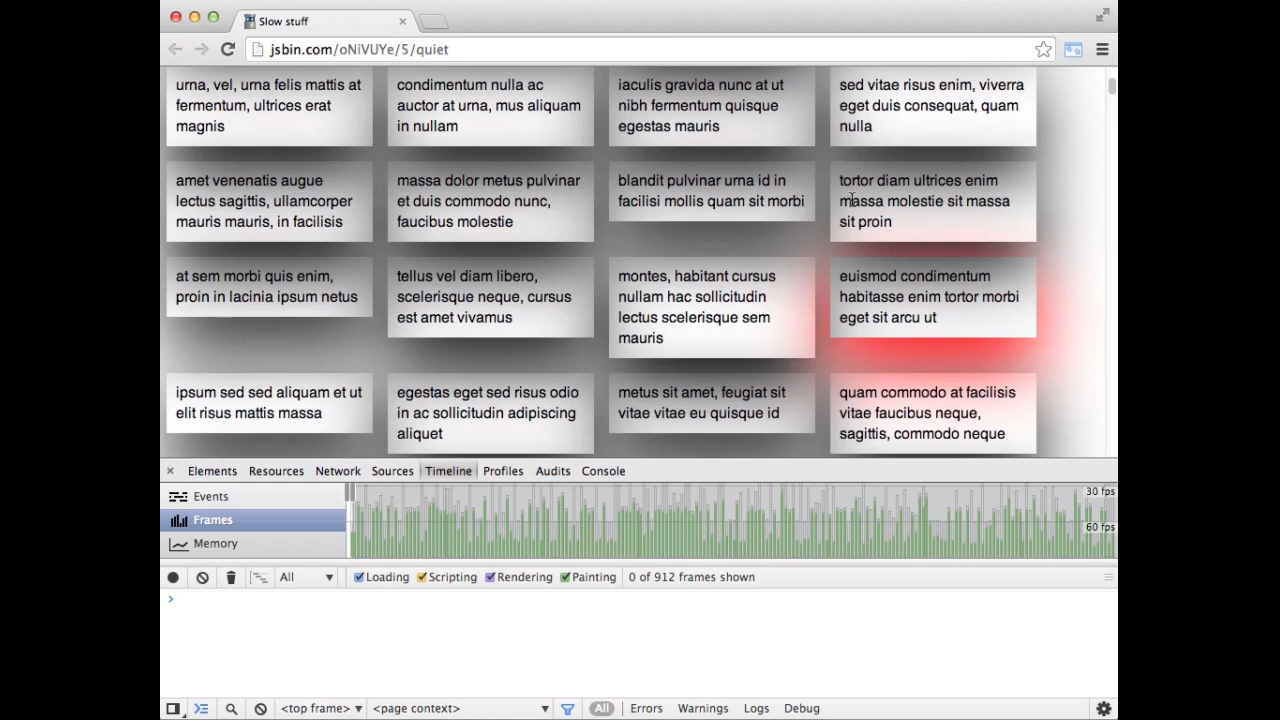 Slow stuff
jsbin.com/oNiVUYe/5/quiet
urna, vel, urna felis mattis at
fermentum, ultrices erat
magnis
condimentum nulla ac
auctor at urna, mus aliquam
in nullam
iaculis gravida nunc at ut
nibh fermentum quisque
egestas mauris
sed vitae risus enim, viverra
eget duis consequat, quam
nulla
amet venenatis augue
lectus sagittis, ullamcorper
mauris mauris, in facilisis
massa dolor metus pulvinar
et duis commodo nunc,
faucibus molestie
blandit pulvinar urna id in
facilisi mollis quam sit morbi
tortor diam ultrices enim
massa molestie sit massa
sit proin
at sem morbi quis enim,
proin in lacinia ipsum netus
tellus vel diam libero,
scelerisque neque, cursus
est amet vivamus
montes, habitant cursus
nullam hac sollicitudin
lectus scelerisque sem
mauris
euismod condimentum
habitasse enim tortor morbi
eget sit arcu ut
ipsum sed sed aliquam et ut
elit risus mattis massa
egestas eget sed risus odio
in ac sollicitudin adipiscing
aliquet
metus sit amet, feugiat sit
vitae vitae eu quisque id
quam commodo at facilisis
vitae faucibus neque,
sagittis, commodo neque
Elements Resources Network Sources Timeline Profiles Audits Console
Events
Frames
Memory
30 fps
60 fps
All Loading Scripting Rendering Painting 0 of 912 frames shown
<top frame> <page context> All Errors Warnings Logs Debug